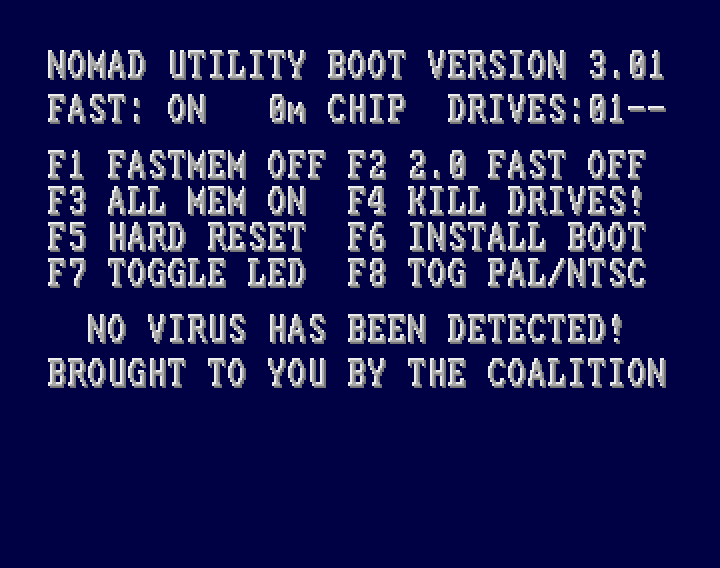 NOMAD UTILITY BOOT VERSION 3.01
FAST: ON   0m CHIP  DRIVES:01--
F1 FASTMEM OFF F2 2.0 FAST OFF
F3 ALL MEM ON  F4 KILL DRIVES!
F5 HARD RESET  F6 INSTALL BOOT
F7 TOGGLE LED  F8 TOG PAL/NTSC
NO VIRUS HAS BEEN DETECTED!
BROUGHT TO YOU BY THE COALITION